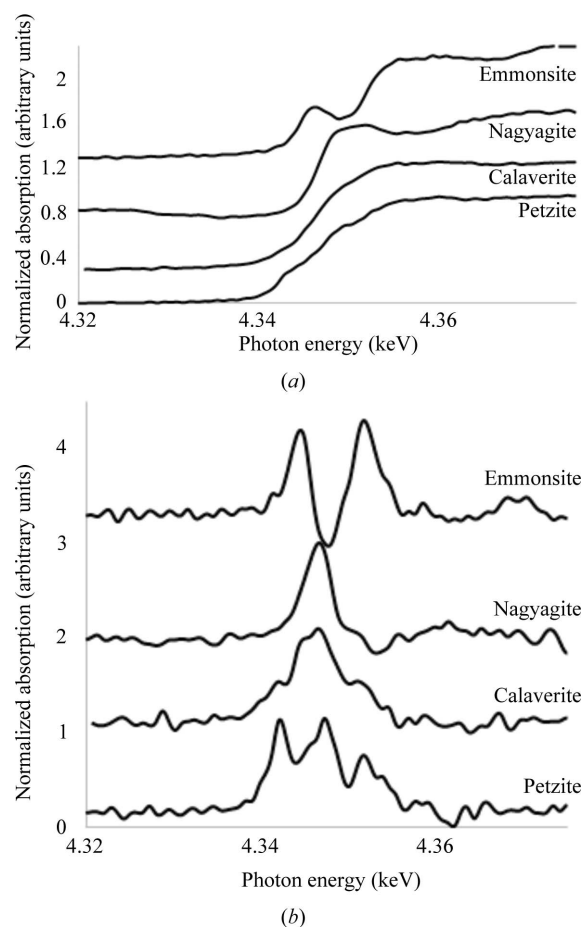 (a)
Normalized absorption (arbitrary units)
2
1.6
1.2
0.8
0.4
0
Emmonsite
Nagyagite
Calaverite
Petzite
4.32
4.34
4.36
Photon energy (keV)
(a)
Normalized absorption (arbitrary units)
4
3
2
1
0
Emmonsite
Nagyagite
Calaverite
Petzite
4.32
4.34
4.36
Photon energy (keV)
(b)